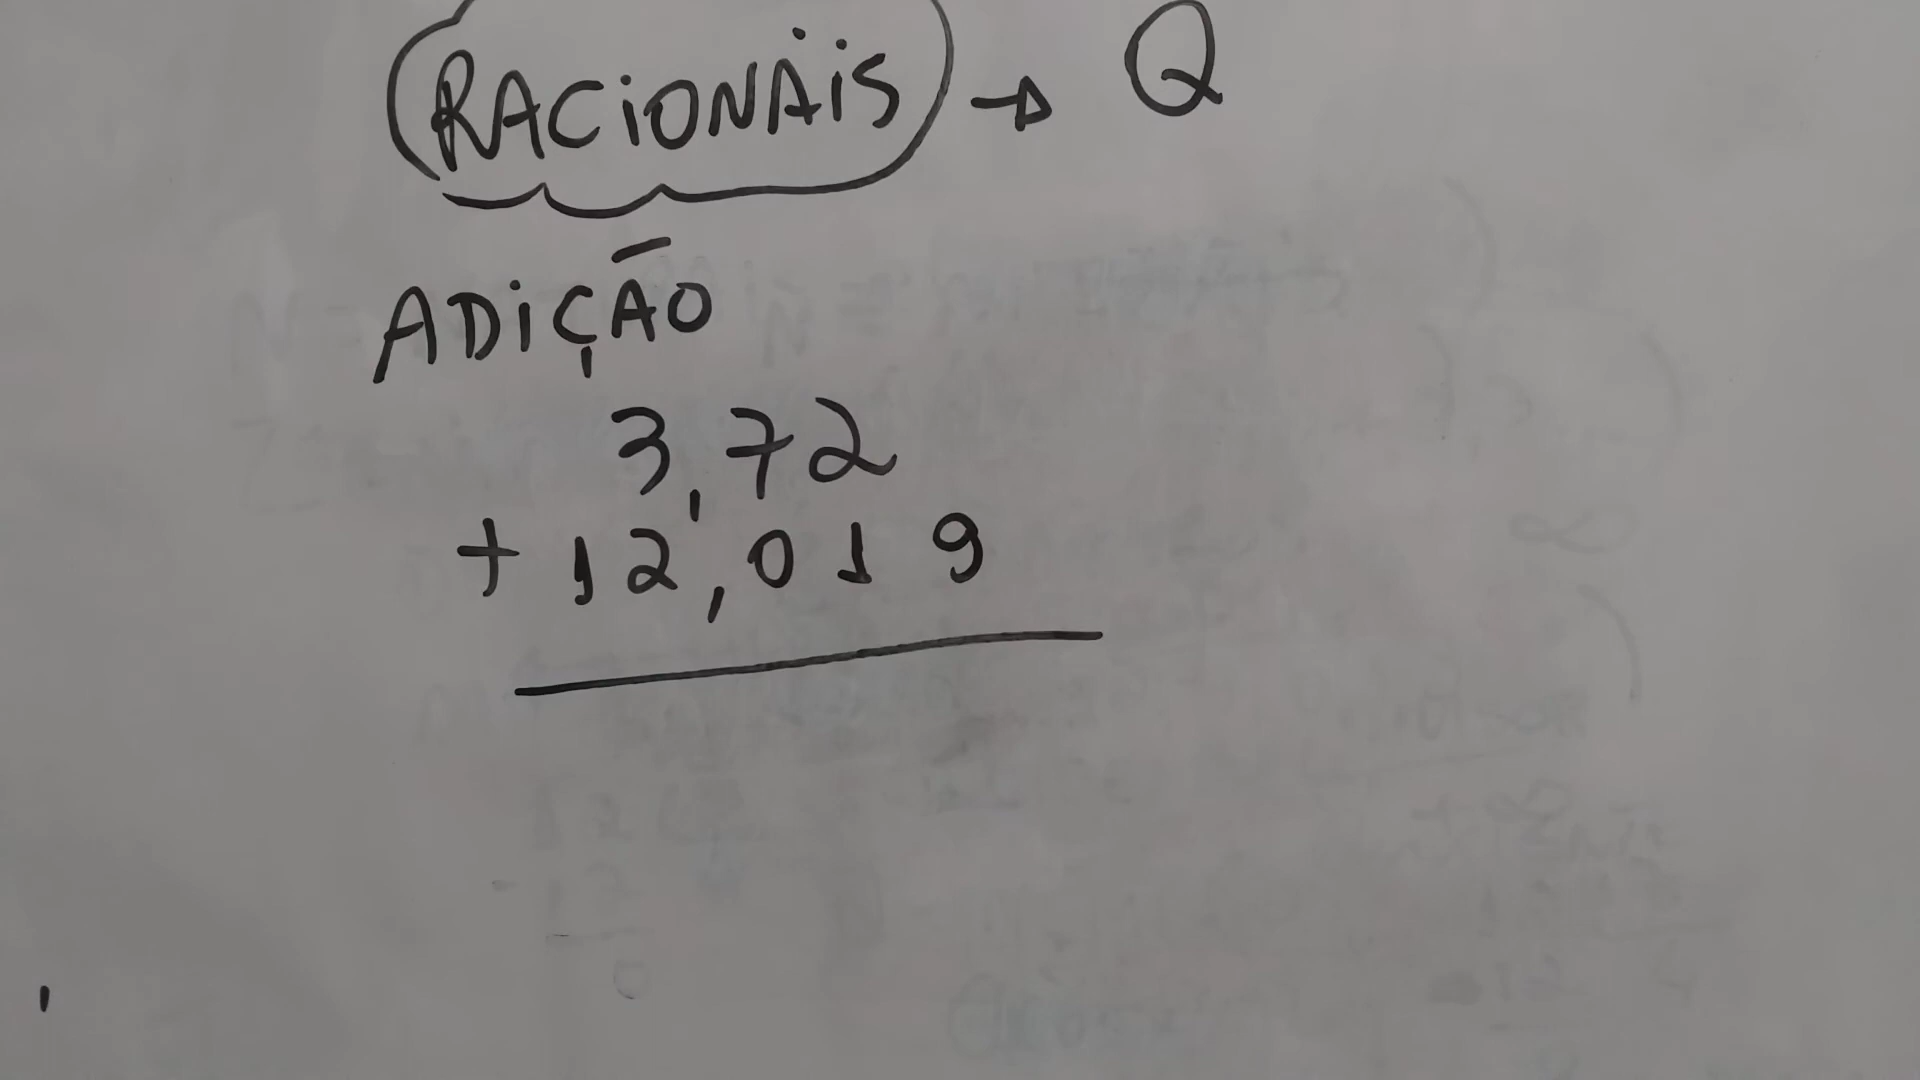 RACIONAIS → Q
ADIÇÃO
3,72
+ 12,019